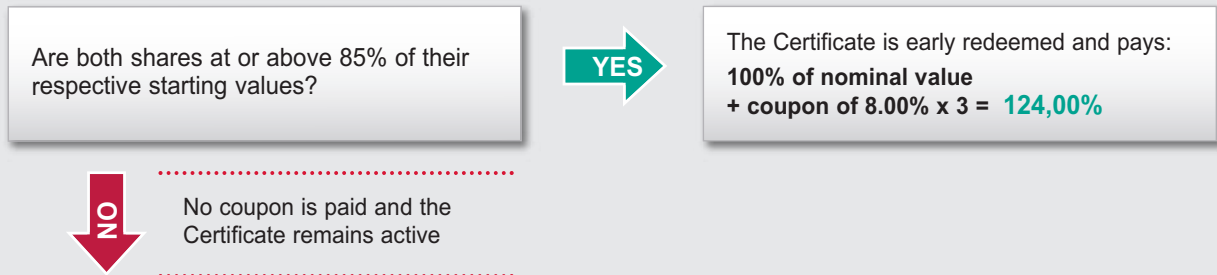 Are both shares at or above 85% of their
respective starting values?
YES
The Certificate is early redeemed and pays:
100% of nominal value
+ coupon of 8.00% x 3 = 124,00%
NO
No coupon is paid and the
Certificate remains active